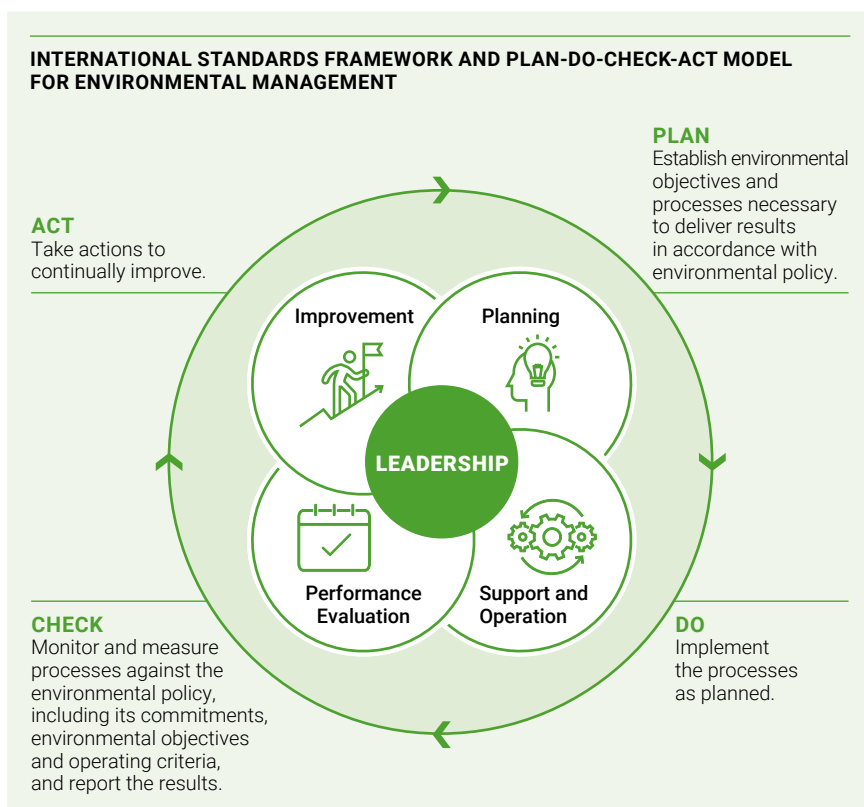 INTERNATIONAL STANDARDS FRAMEWORK AND PLAN-DO-CHECK-ACT MODEL
FOR ENVIRONMENTAL MANAGEMENT
PLAN
Establish environmental
objectives and
processes necessary
to deliver results
in accordance with
environmental policy.
ACT
Take actions to
continually improve.
Improvement
Planning
LEADERSHIP
Performance
Evaluation
Support and
Operation
CHECK
Monitor and measure
processes against the
environmental policy,
including its commitments,
environmental objectives
and operating criteria,
and report the results.
DO
Implement
the processes
as planned.